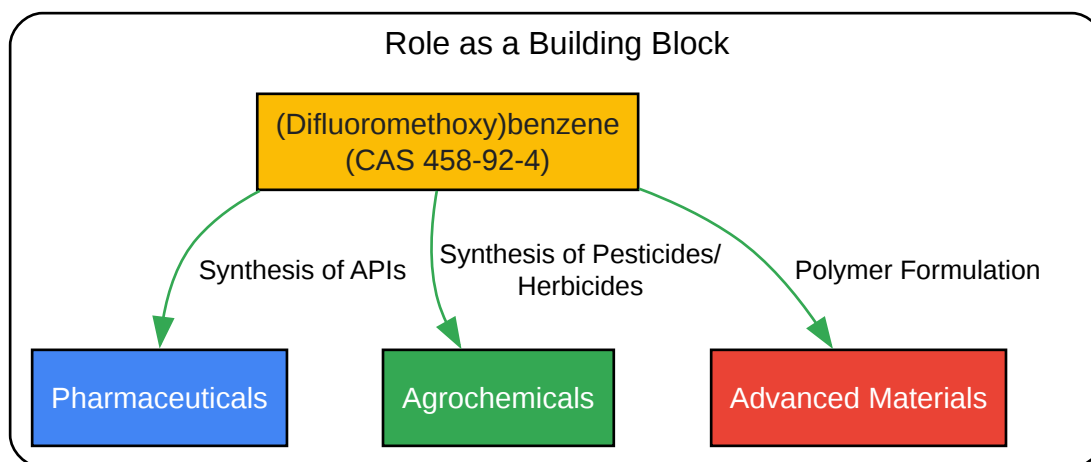 Role as a Building Block
(Difluoromethoxy)benzene
(CAS 458-92-4)
Synthesis of APIs
Synthesis of Pesticides/
Herbicides
Polymer Formulation
Pharmaceuticals
Agrochemicals
Advanced Materials